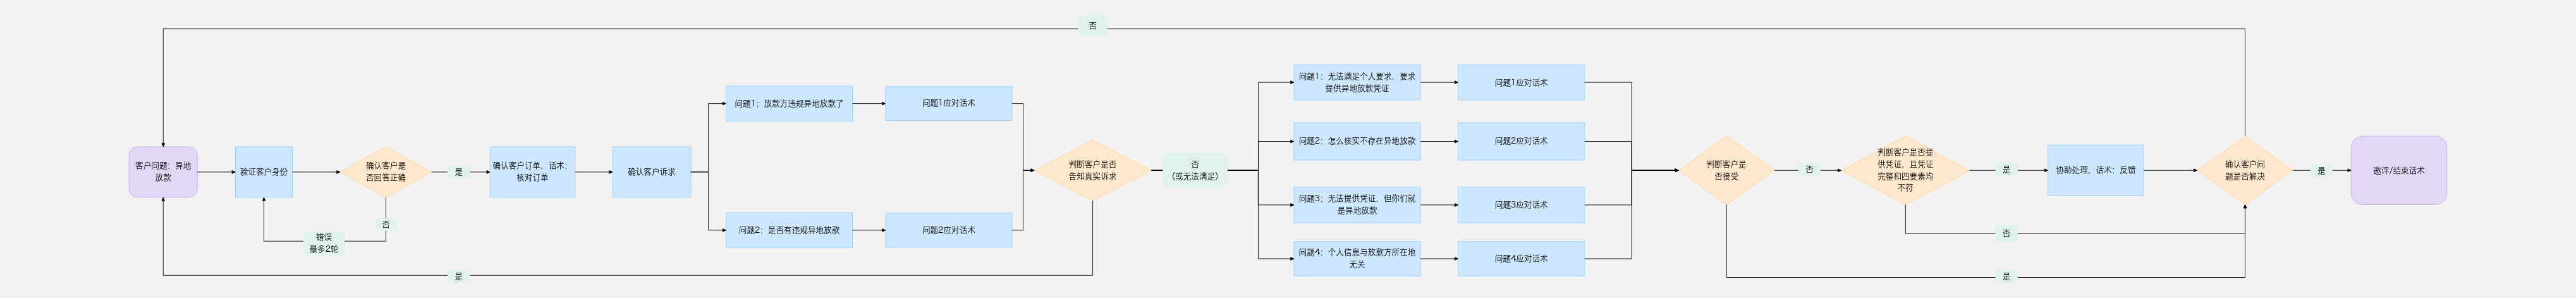 否
客户问题：异地
放款
验证客户身份
确认客户是
否回答正确
是
否
错误
最多2轮
确认客户订单，话术：
核对订单
确认客户诉求
问题1：放款方违规异地放款了
问题1应对话术
问题2：是否有违规异地放款
问题2应对话术
判断客户是否
告知真实诉求
是
否
（或无法满足）
问题1：无法满足个人要求，要求
提供异地放款凭证
问题1应对话术
问题2：怎么核实不存在异地放款
问题2应对话术
问题3：无法提供凭证，但你们就
是异地放款
问题3应对话术
问题4：个人信息与放款方所在地
无关
问题4应对话术
判断客户是
否接受
否
判断客户是否提
供凭证，且凭证
完整和四要素均
不符
是
协助处理，话术：反馈
否
是
确认客户问
题是否解决
是
邀评/结束话术